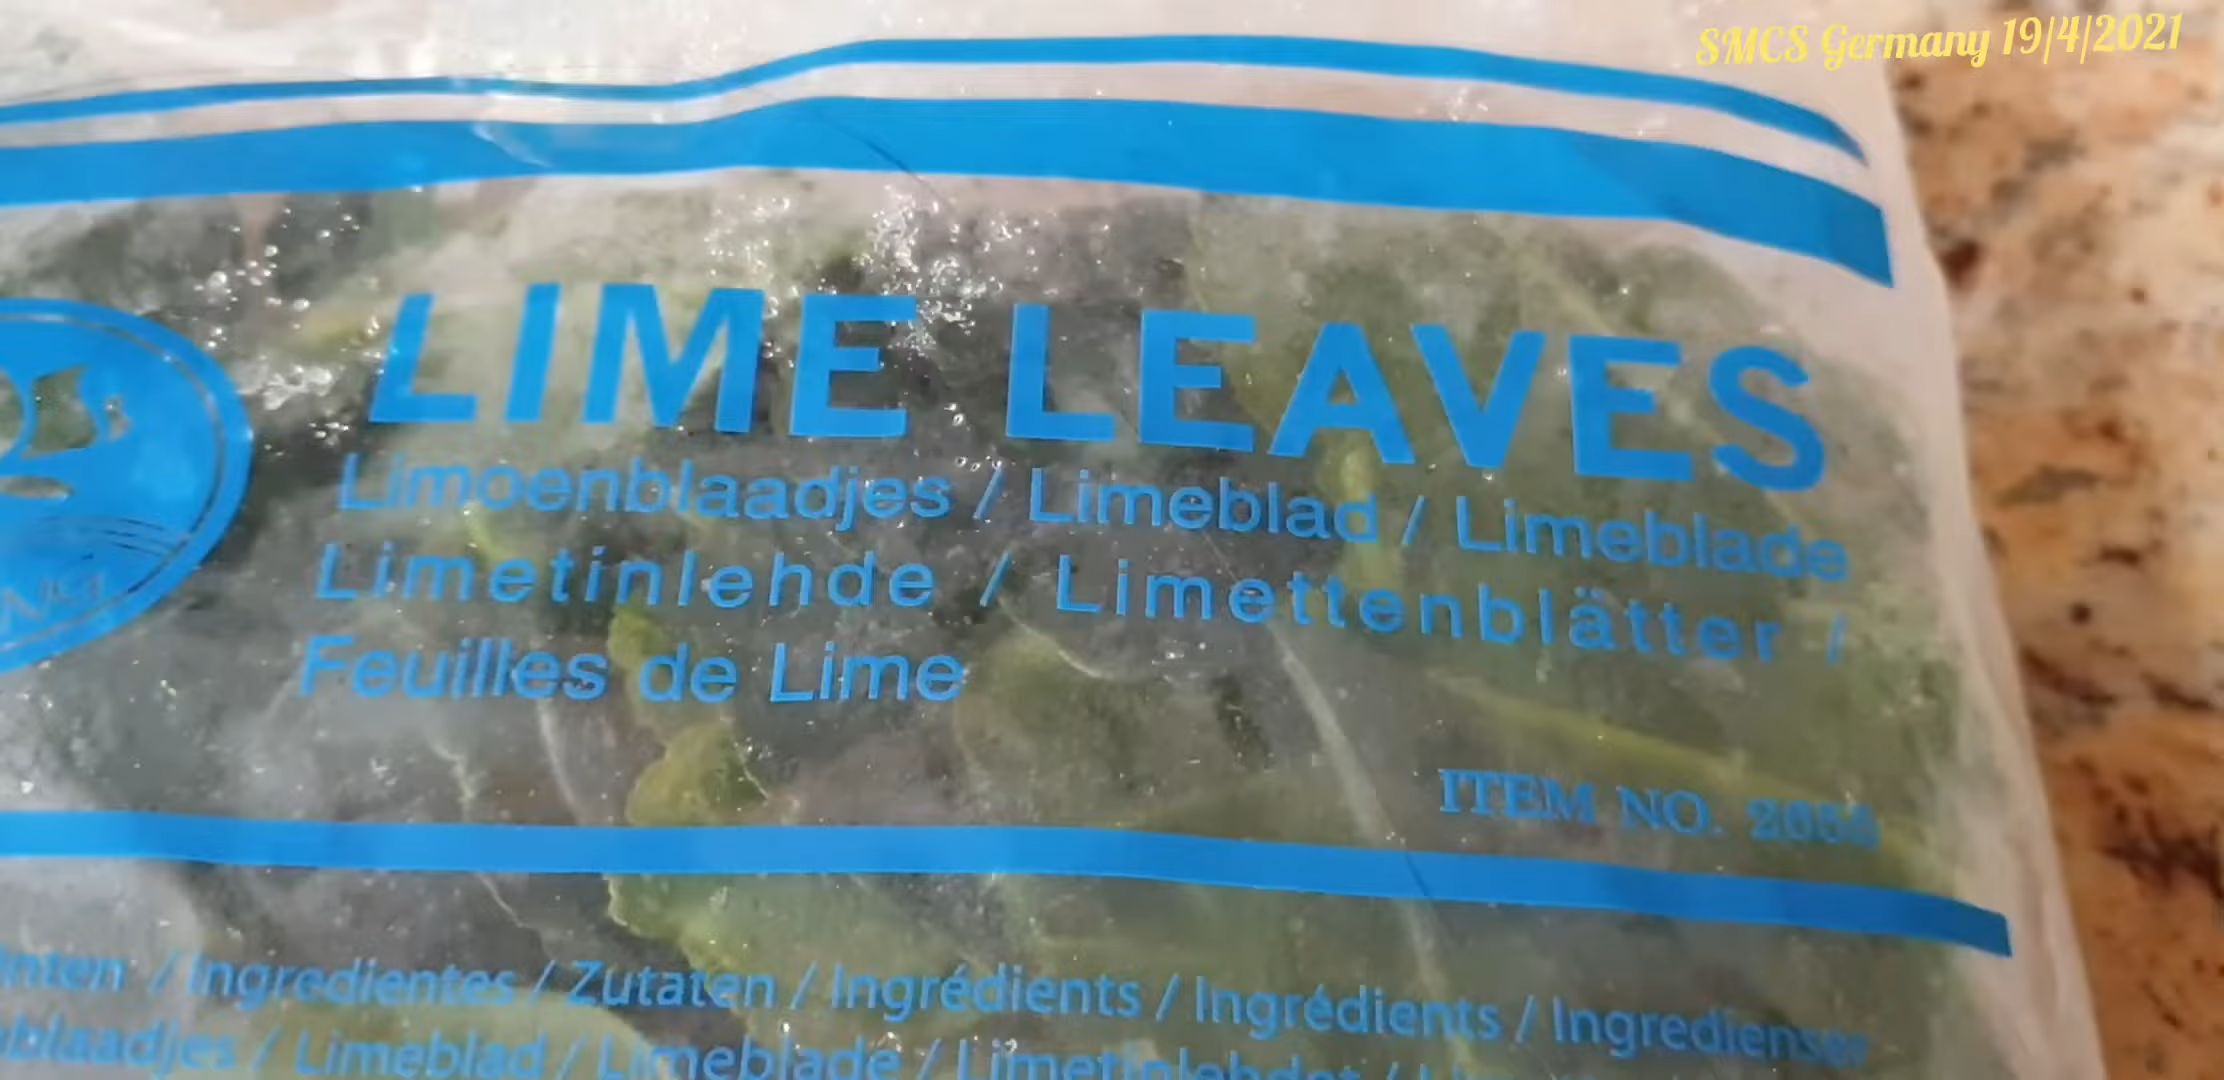 SMCS Germany 19/4/2021
LIME LEAVES
Limoenblaadjes / Limeblad / Limeblade
Limetinlehde / Limettenblätter /
Feuilles de Lime
ITEM NO.
/ Ingredientes / Zutaten / Ingrédients / Ingrédients /
/ Limeblad / Limeblade /